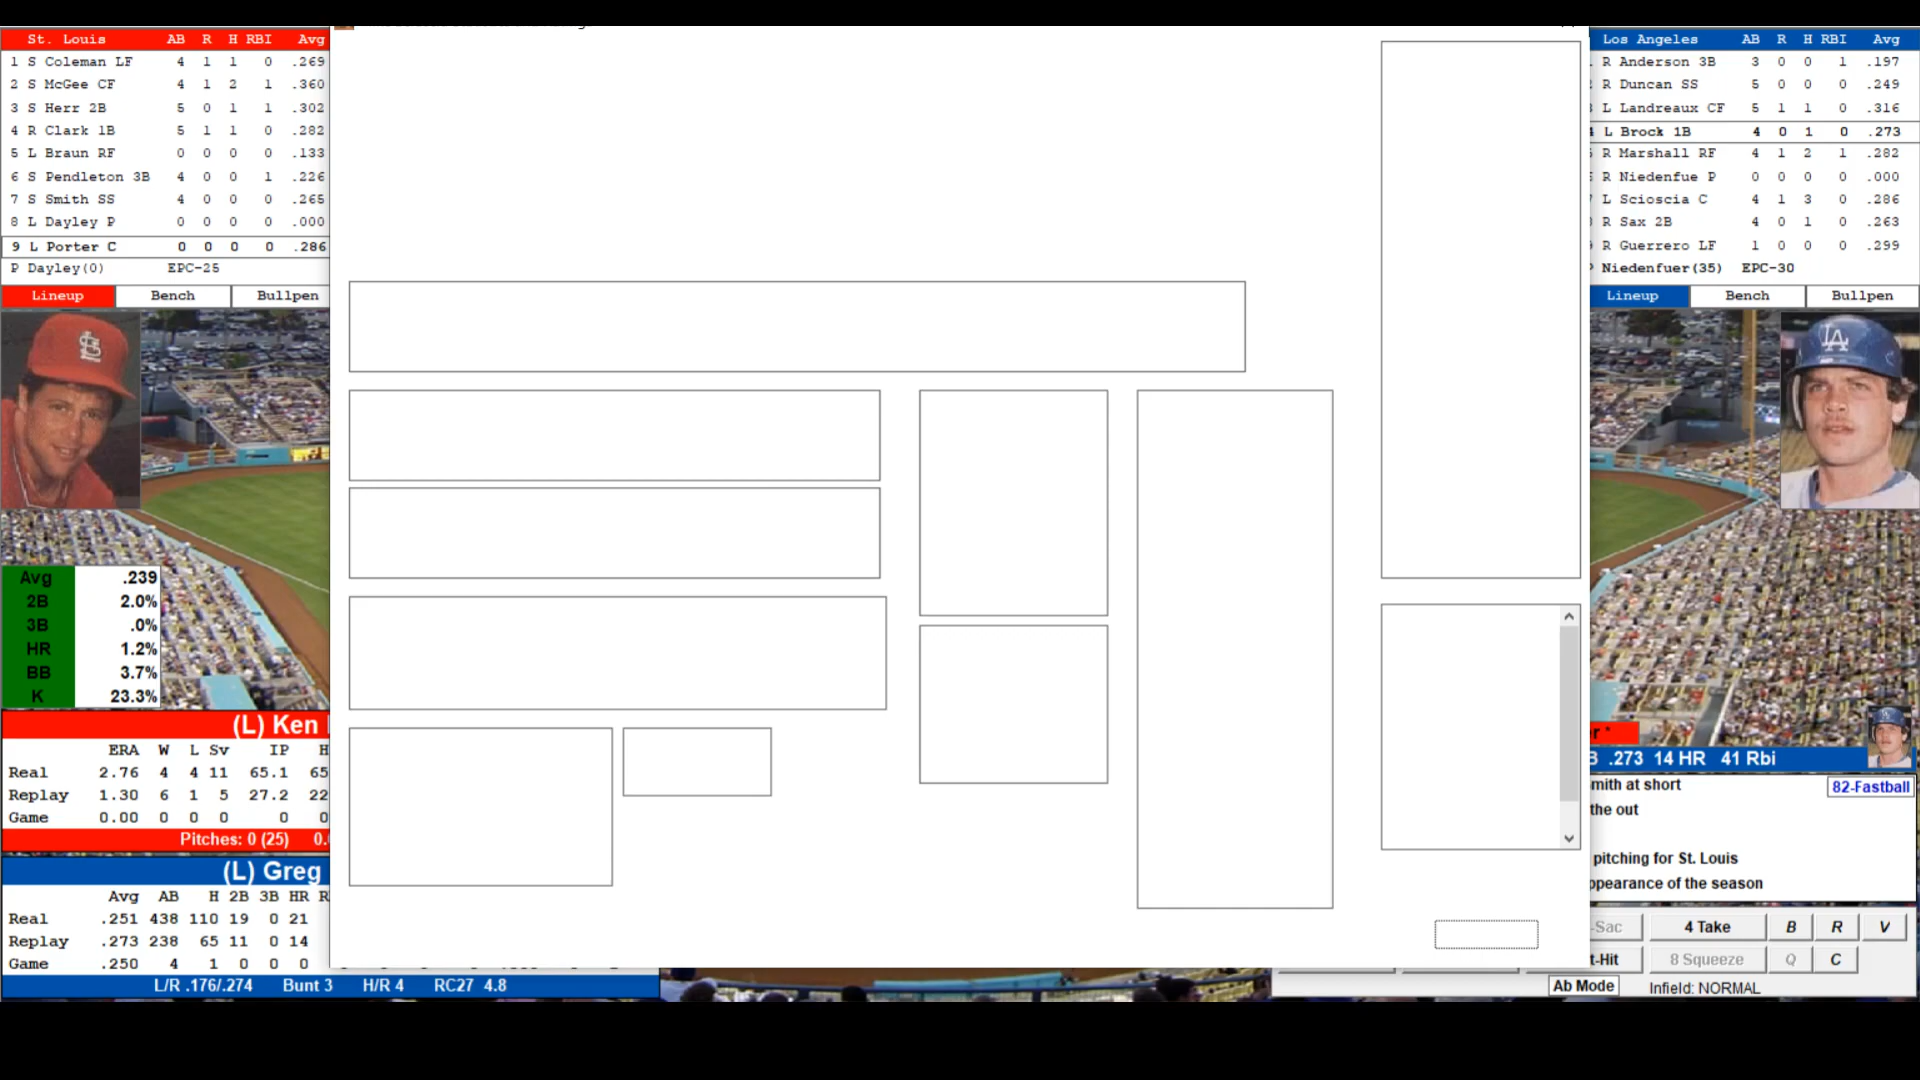 St. Louis AB R H RBI Avg
1 S Coleman LF 4 1 1 0 .269
2 S McGee CF 4 1 2 1 .360
3 S Herr 2B 5 0 1 1 .302
4 R Clark 1B 5 1 1 0 .282
5 L Braun RF 0 0 0 0 .133
6 S Pendleton 3B 4 0 0 1 .226
7 S Smith SS 4 0 0 0 .265
8 L Dayley P 0 0 0 0 .000
9 L Porter C 0 0 0 0 .286
P Dayley(0) EPC-25
Lineup Bench Bullpen
Avg .239
2B 2.0%
3B .0%
HR 1.2%
BB 3.7%
K 23.3%
(L) Ken
ERA W L Sv IP H
Real 2.76 4 4 11 65.1 65
Replay 1.30 6 1 5 27.2 22
Game 0.00 0 0 0 0 0
Pitches: 0 (25)
(L) Greg
Avg AB H 2B 3B HR R
Real .251 438 110 19 0 21
Replay .273 238 65 11 0 14
Game .250 4 1 0 0 0
L/R .176/.274 Bunt 3 H/R 4 RC27 4.8
Los Angeles AB R H RBI Avg
R Anderson 3B 3 0 0 1 .197
R Duncan SS 5 0 0 0 .249
L Landreaux CF 5 1 1 0 .316
4 L Brock 1B 4 0 1 0 .273
R Marshall RF 4 1 2 1 .282
R Niedenfue P 0 0 0 0 .000
L Scioscia C 4 1 3 0 .286
R Sax 2B 4 0 1 0 .263
R Guerrero LF 1 0 0 0 .299
P Niedenfuer(35) EPC-30
Lineup Bench Bullpen
.273 14 HR 41 Rbi
mith at short
82-Fastball
the out
pitching for St. Louis
ppearance of the season
-Sac 4 Take B R V
t-Hit 8 Squeeze Q C
Ab Mode Infield: NORMAL